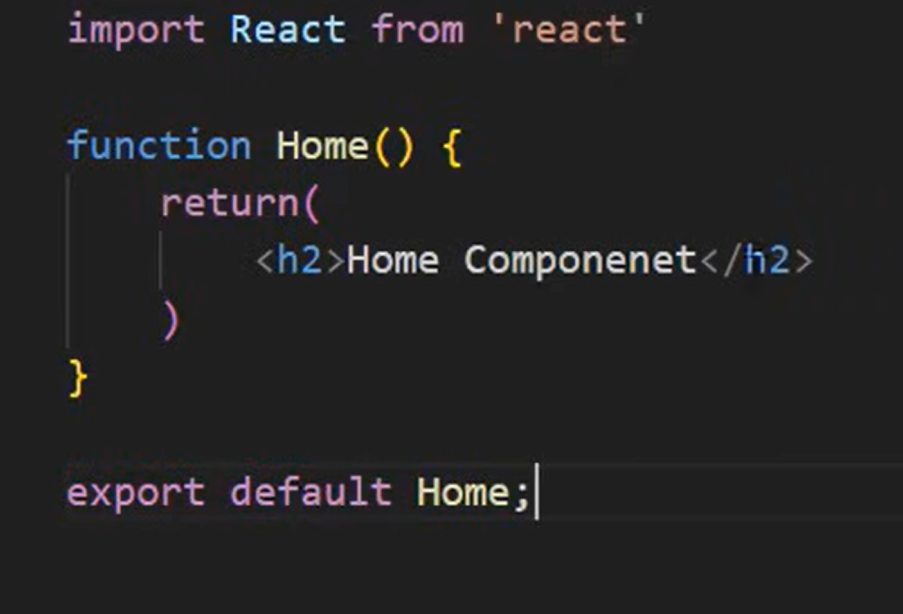 import React from 'react'
function Home() {
return(
<h2>Home Componenet</h2>
)
}
export default Home;